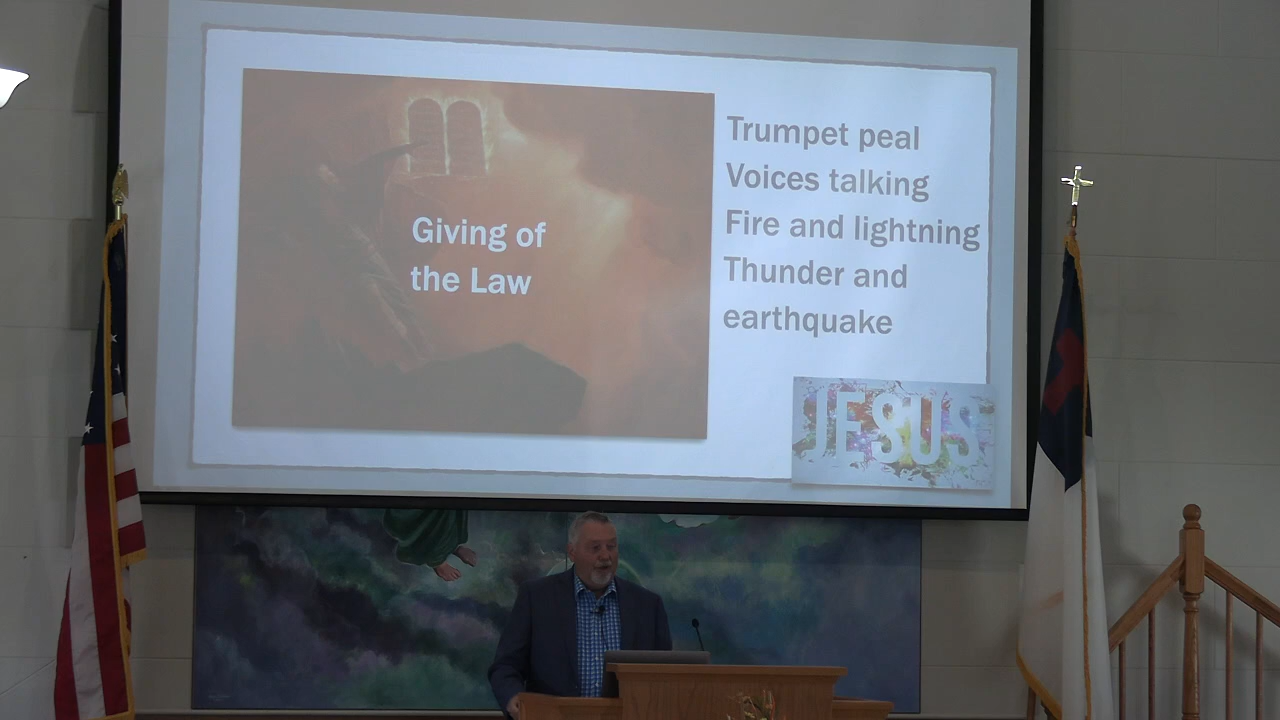 Giving of
the Law
Trumpet peal
Voices talking
Fire and lightning
Thunder and
earthquake
JESUS